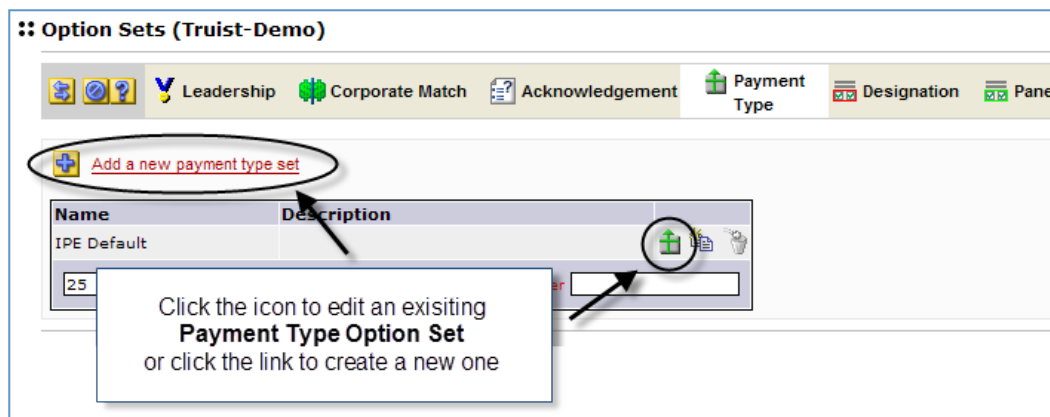 Option Sets (Truist-Demo)
Leadership Corporate Match Acknowledgement Payment Type Designation Pane
Add a new payment type set
Name Description
IPE Default
25 er
Click the icon to edit an exisiting
Payment Type Option Set
or click the link to create a new one